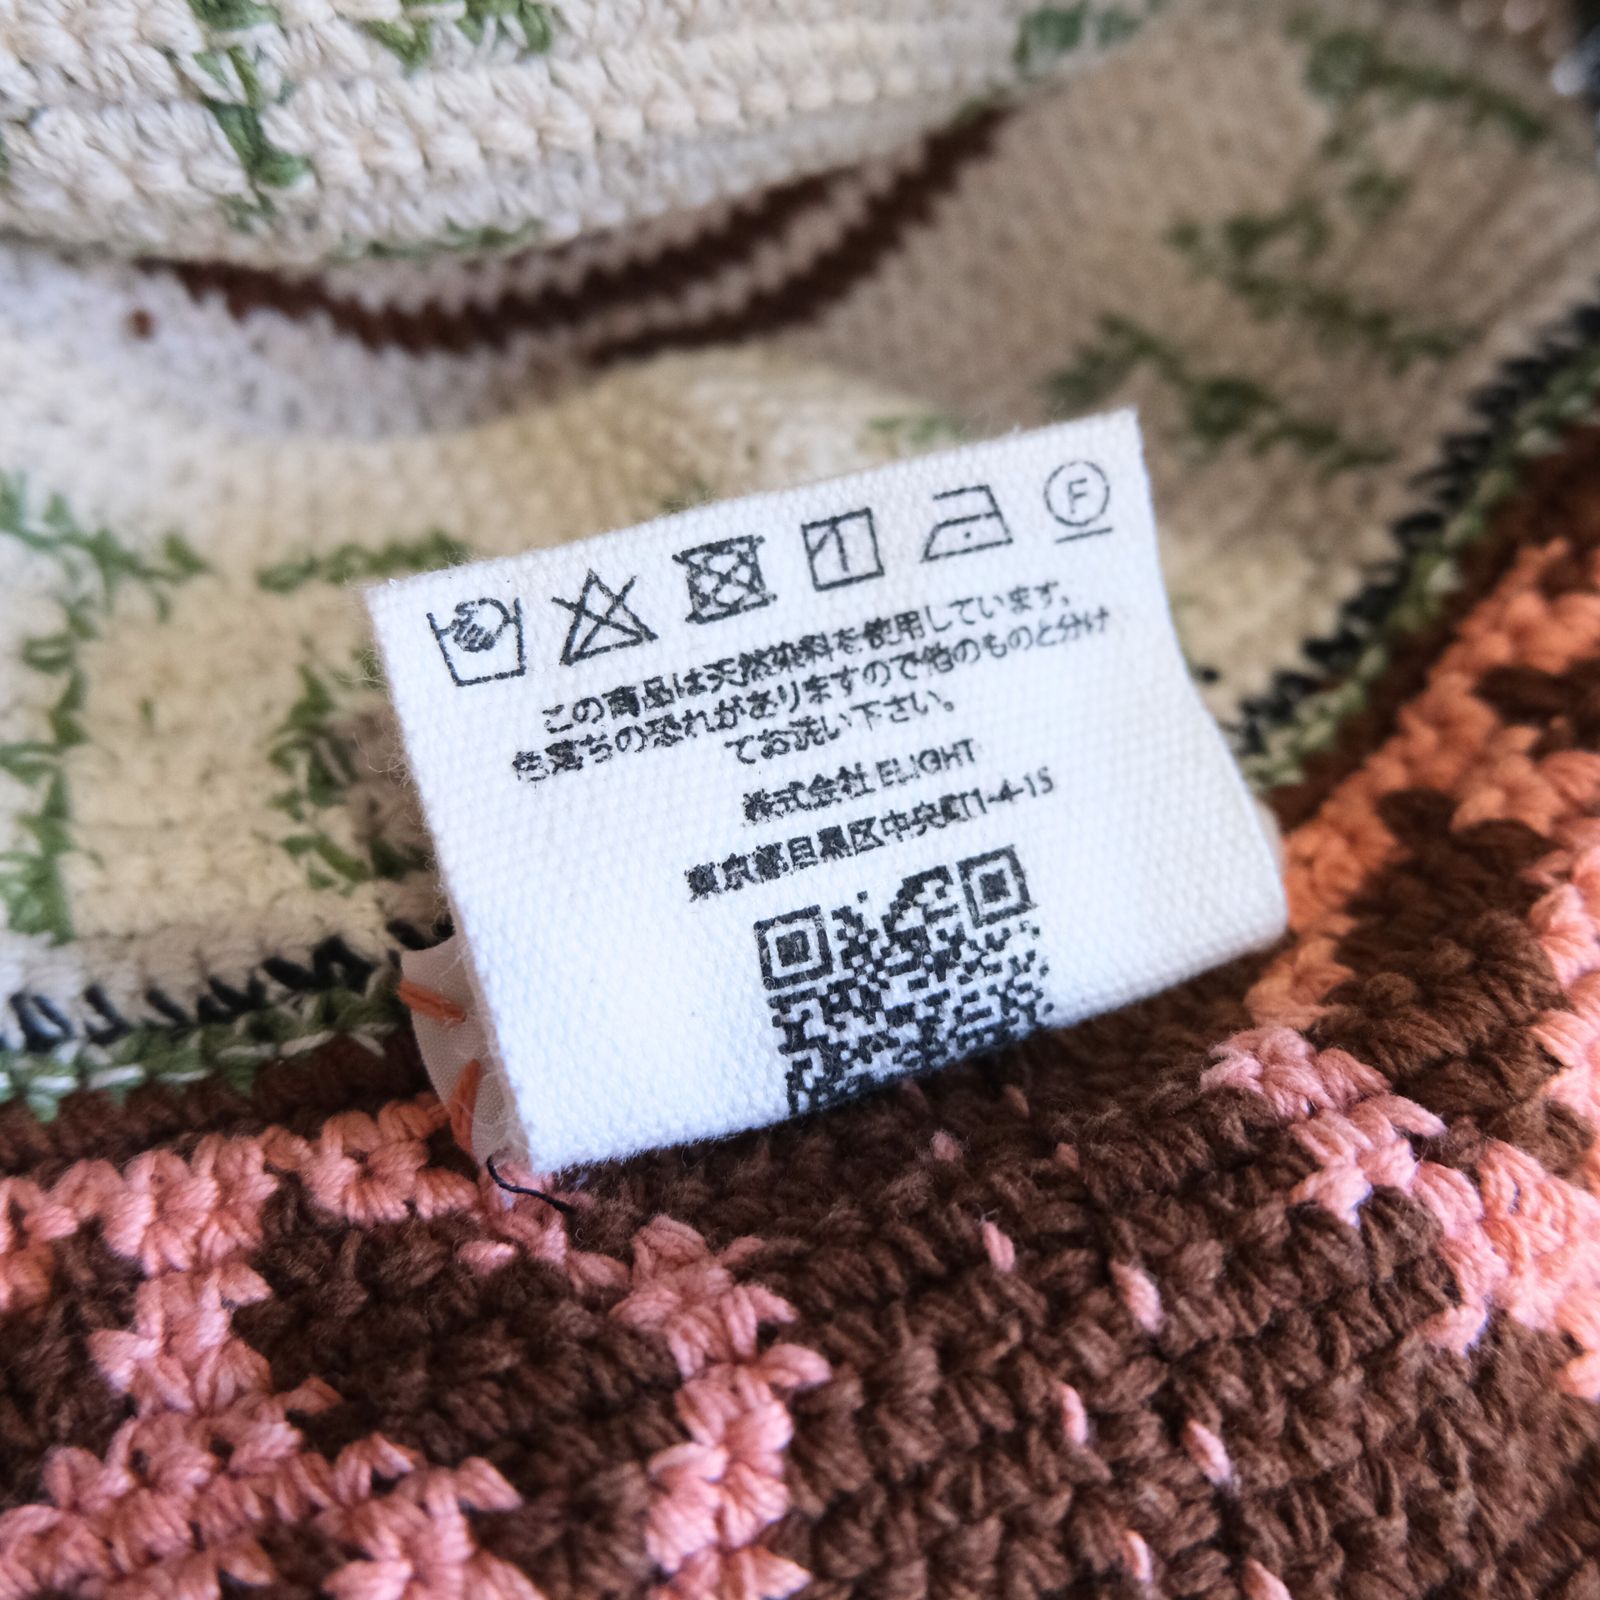 F
この商品は天然染料を使用しています。
色落ちの恐れがありますので他のものと分け
てお洗い下さい。
株式会社 ELIGHT
東京都目黒区中央町1-4-15